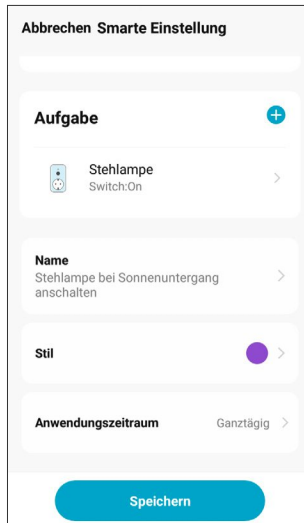 Abbrechen Smarte Einstellung
Aufgabe
Stehlampe
Switch:On
Name
Stehlampe bei Sonnenuntergang
anschalten
Stil
Anwendungszeitraum Ganztägig
Speichern